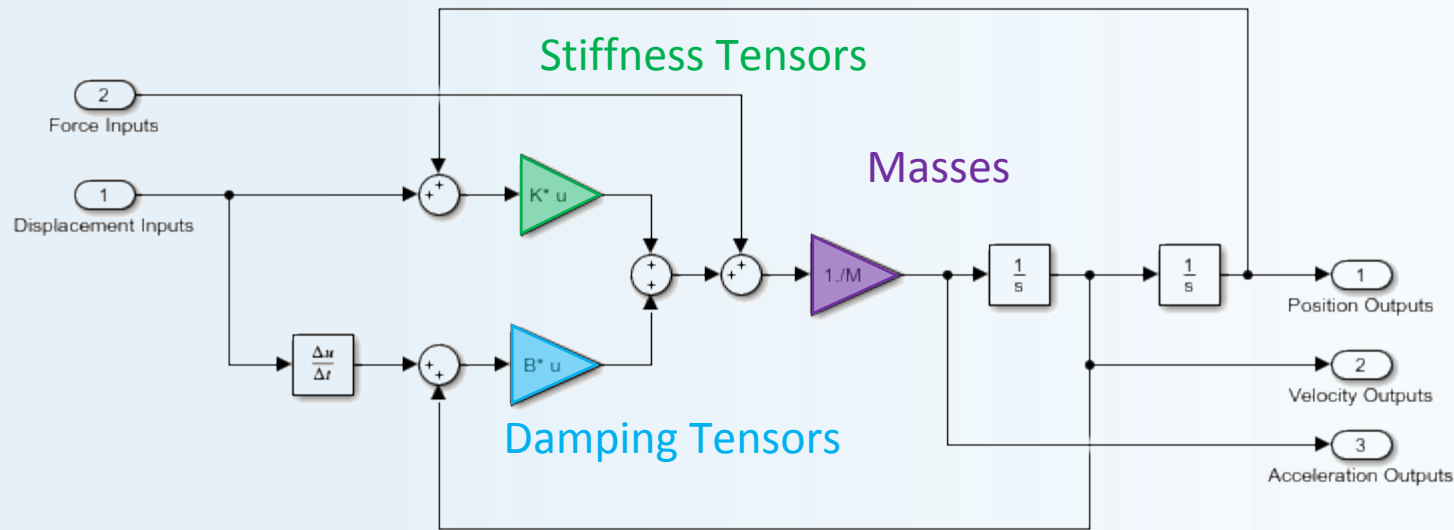 Stiffness Tensors
2
Force Inputs
Masses
+
+
K* u
1
Displacement Inputs
+
+
+
+
1./M
1
s
1
s
1
Position Outputs
Δu
Δt
+
+
B* u
2
Velocity Outputs
Damping Tensors
3
Acceleration Outputs